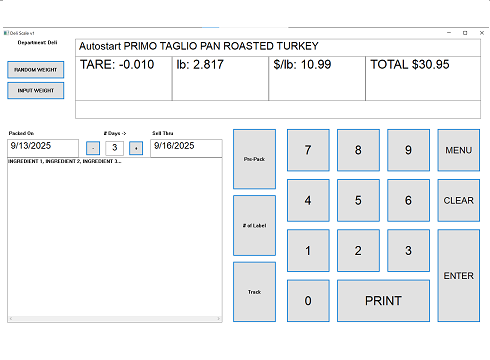 Deli Scale v1
Department: Deli
Autostart PRIMO TAGLIO PAN ROASTED TURKEY
TARE: -0.010 lb: 2.817 $/lb: 10.99 TOTAL $30.95
RANDOM WEIGHT
INPUT WEIGHT
Packed On # Days -> Sell Thru
9/13/2025 - 3 + 9/16/2025
INGREDIENT 1, INGREDIENT 2, INGREDIENT 3...
Pre-Pack
# of Label
Track
7 8 9 MENU
4 5 6 CLEAR
1 2 3 ENTER
0 PRINT